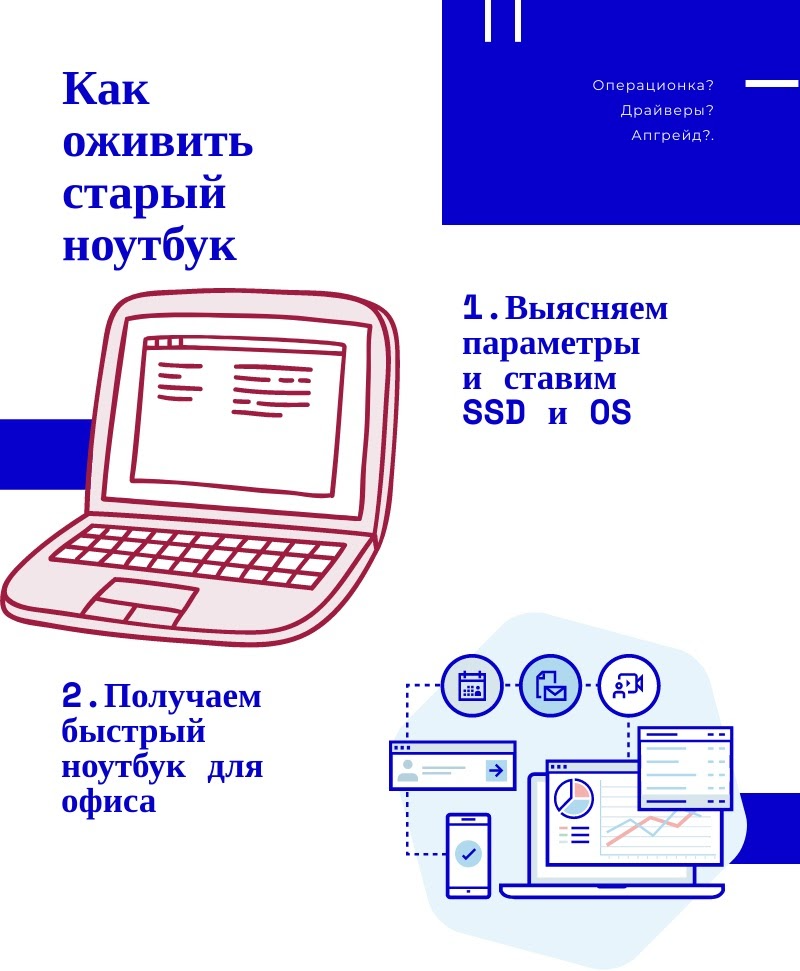 Как
оживить
старый
ноутбук
Операционка?
Драйверы?
Апгрейд?.
1.Выясняем
параметры
и ставим
SSD и OS
2.Получаем
быстрый
ноутбук для
офиса